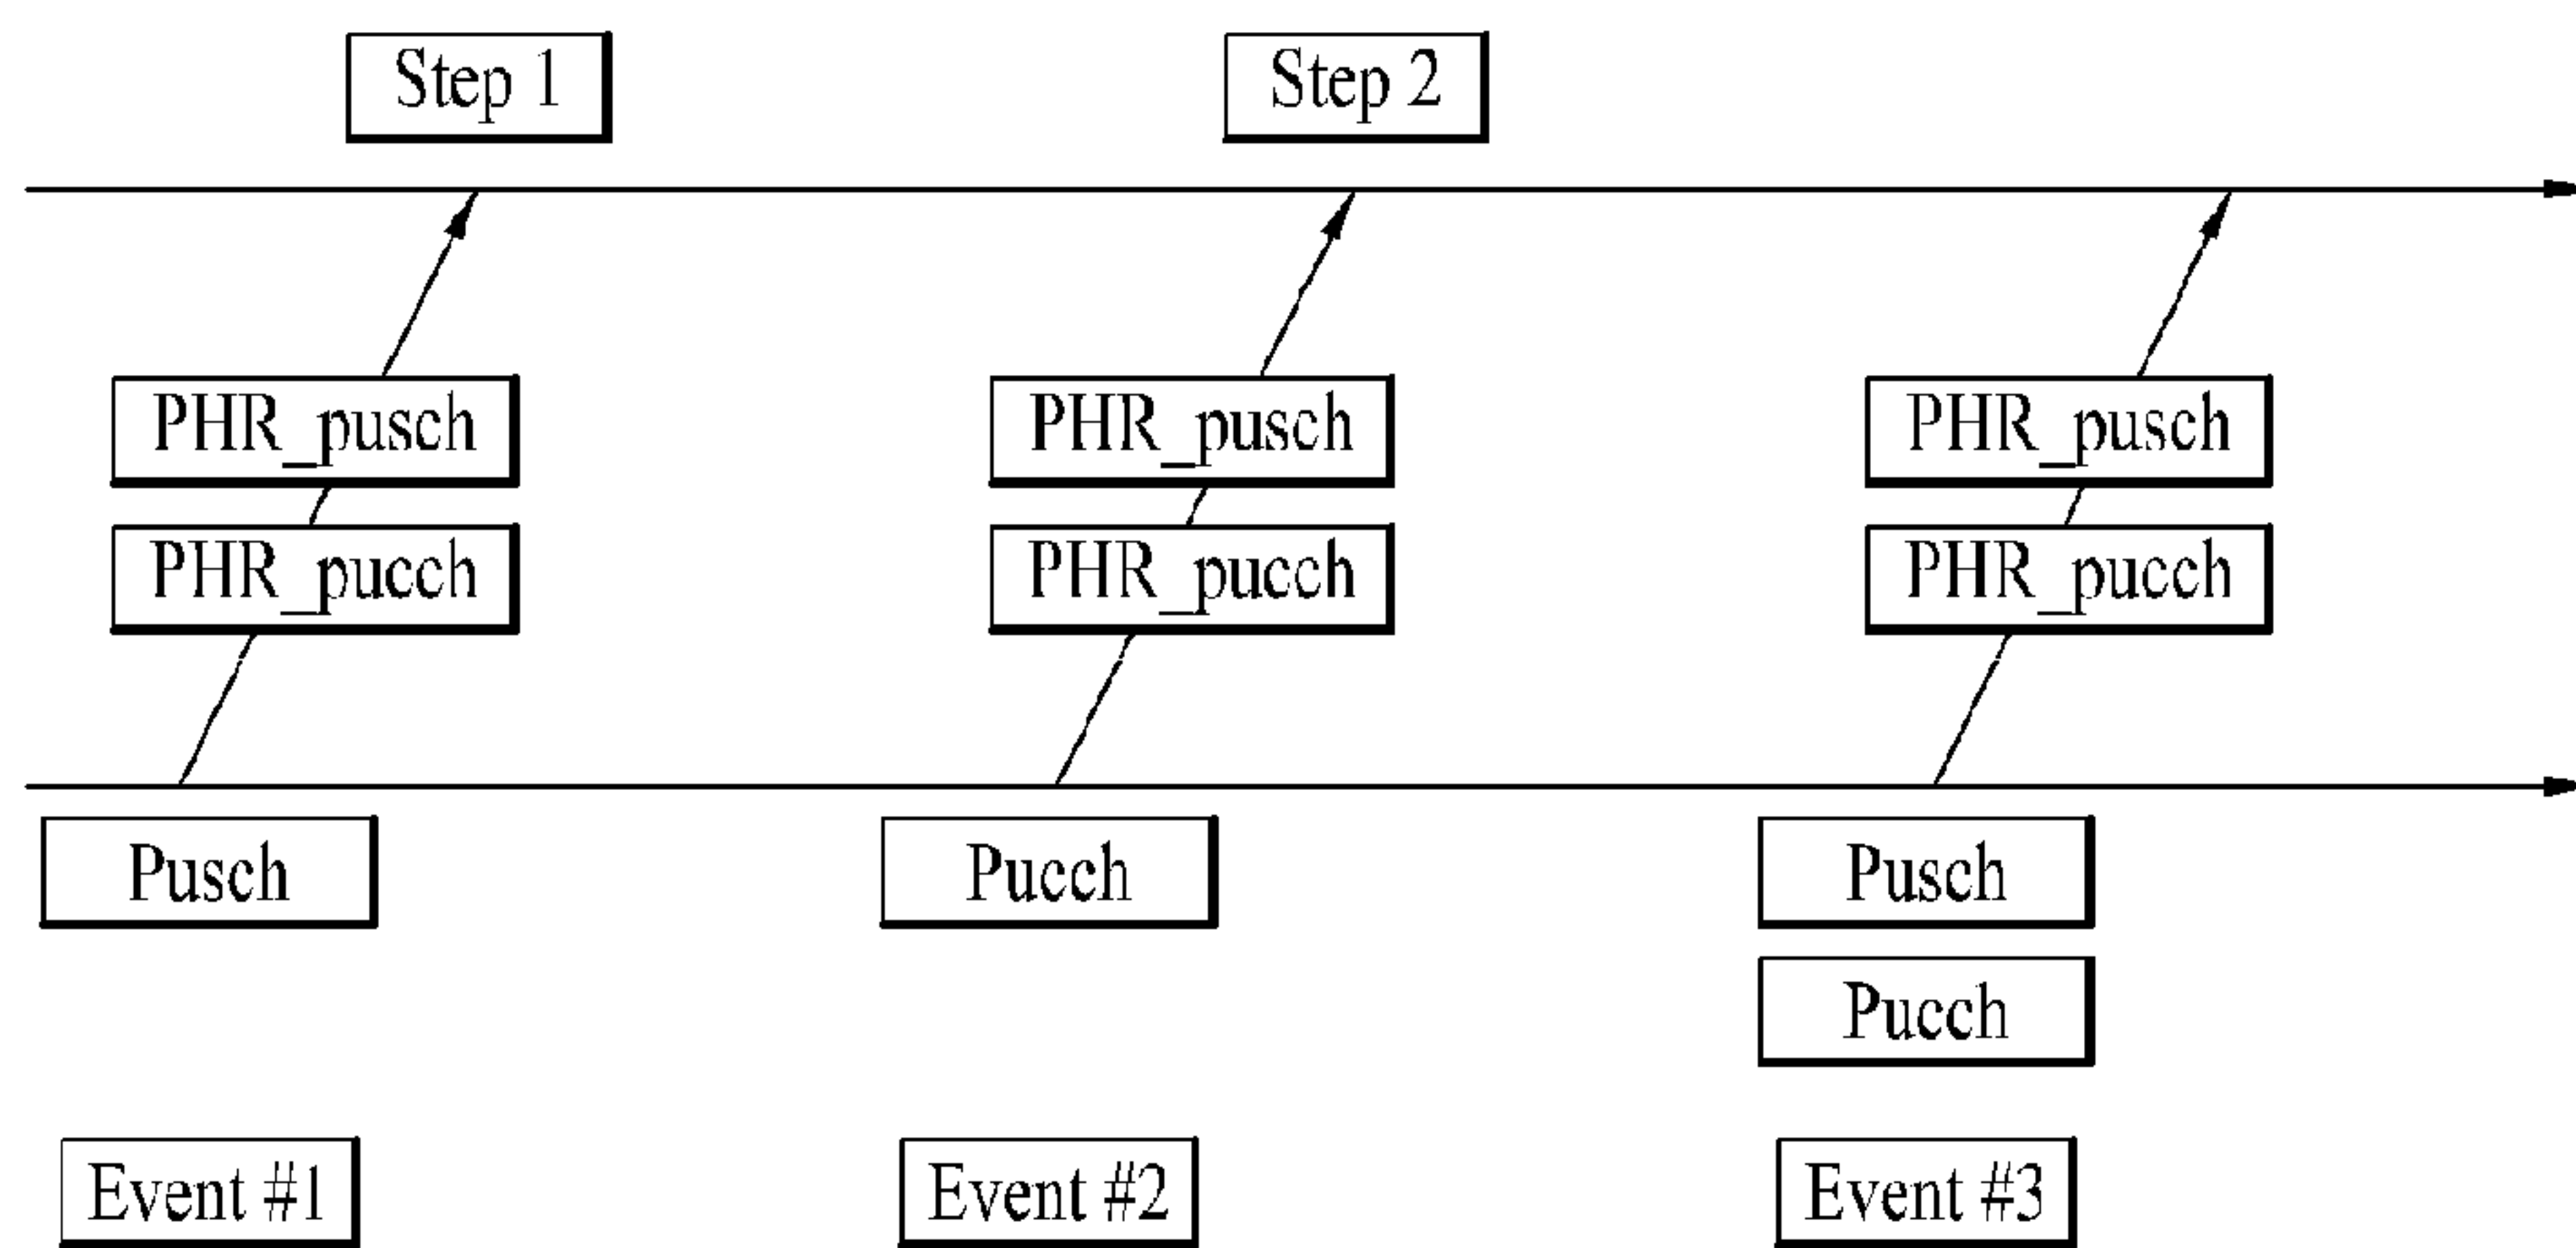 Step 1
Step 2
PHR_pusch
PHR_pusch
PHR_pusch
PHR_pucch
PHR_pucch
PHR_pucch
Pusch
Pucch
Pusch
Pucch
Event #1
Event #2
Event #3